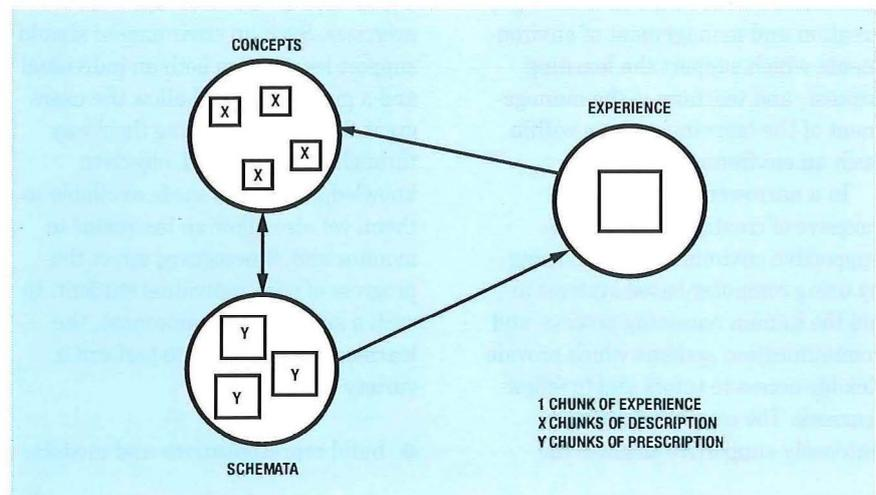 CONCEPTS
X
X
X
X
EXPERIENCE
Y
Y
Y
SCHEMATA
1 CHUNK OF EXPERIENCE
X CHUNKS OF DESCRIPTION
Y CHUNKS OF PRESCRIPTION